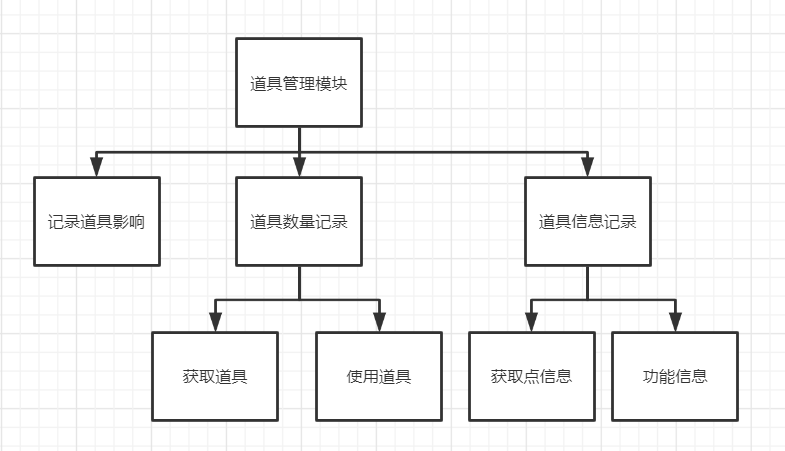 道具管理模块
记录道具影响
道具数量记录
道具信息记录
获取道具
使用道具
获取点信息
功能信息